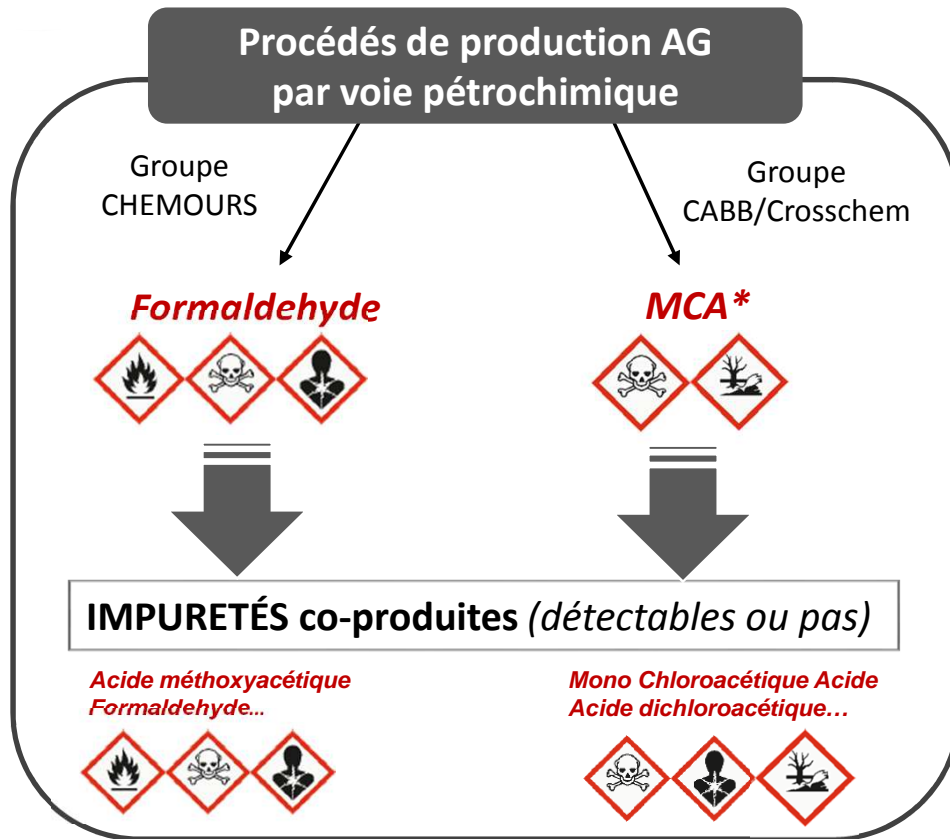 Procédés de production AG
par voie pétrochimique
Groupe
CHEMOURS
Groupe
CABB/Crosschem
Formaldehyde
MCA*
IMPURETÉS co-produites (détectables ou pas)
Acide méthoxyacétique
Formaldehyde...
Mono Chloroacétique Acide
Acide dichloroacétique...